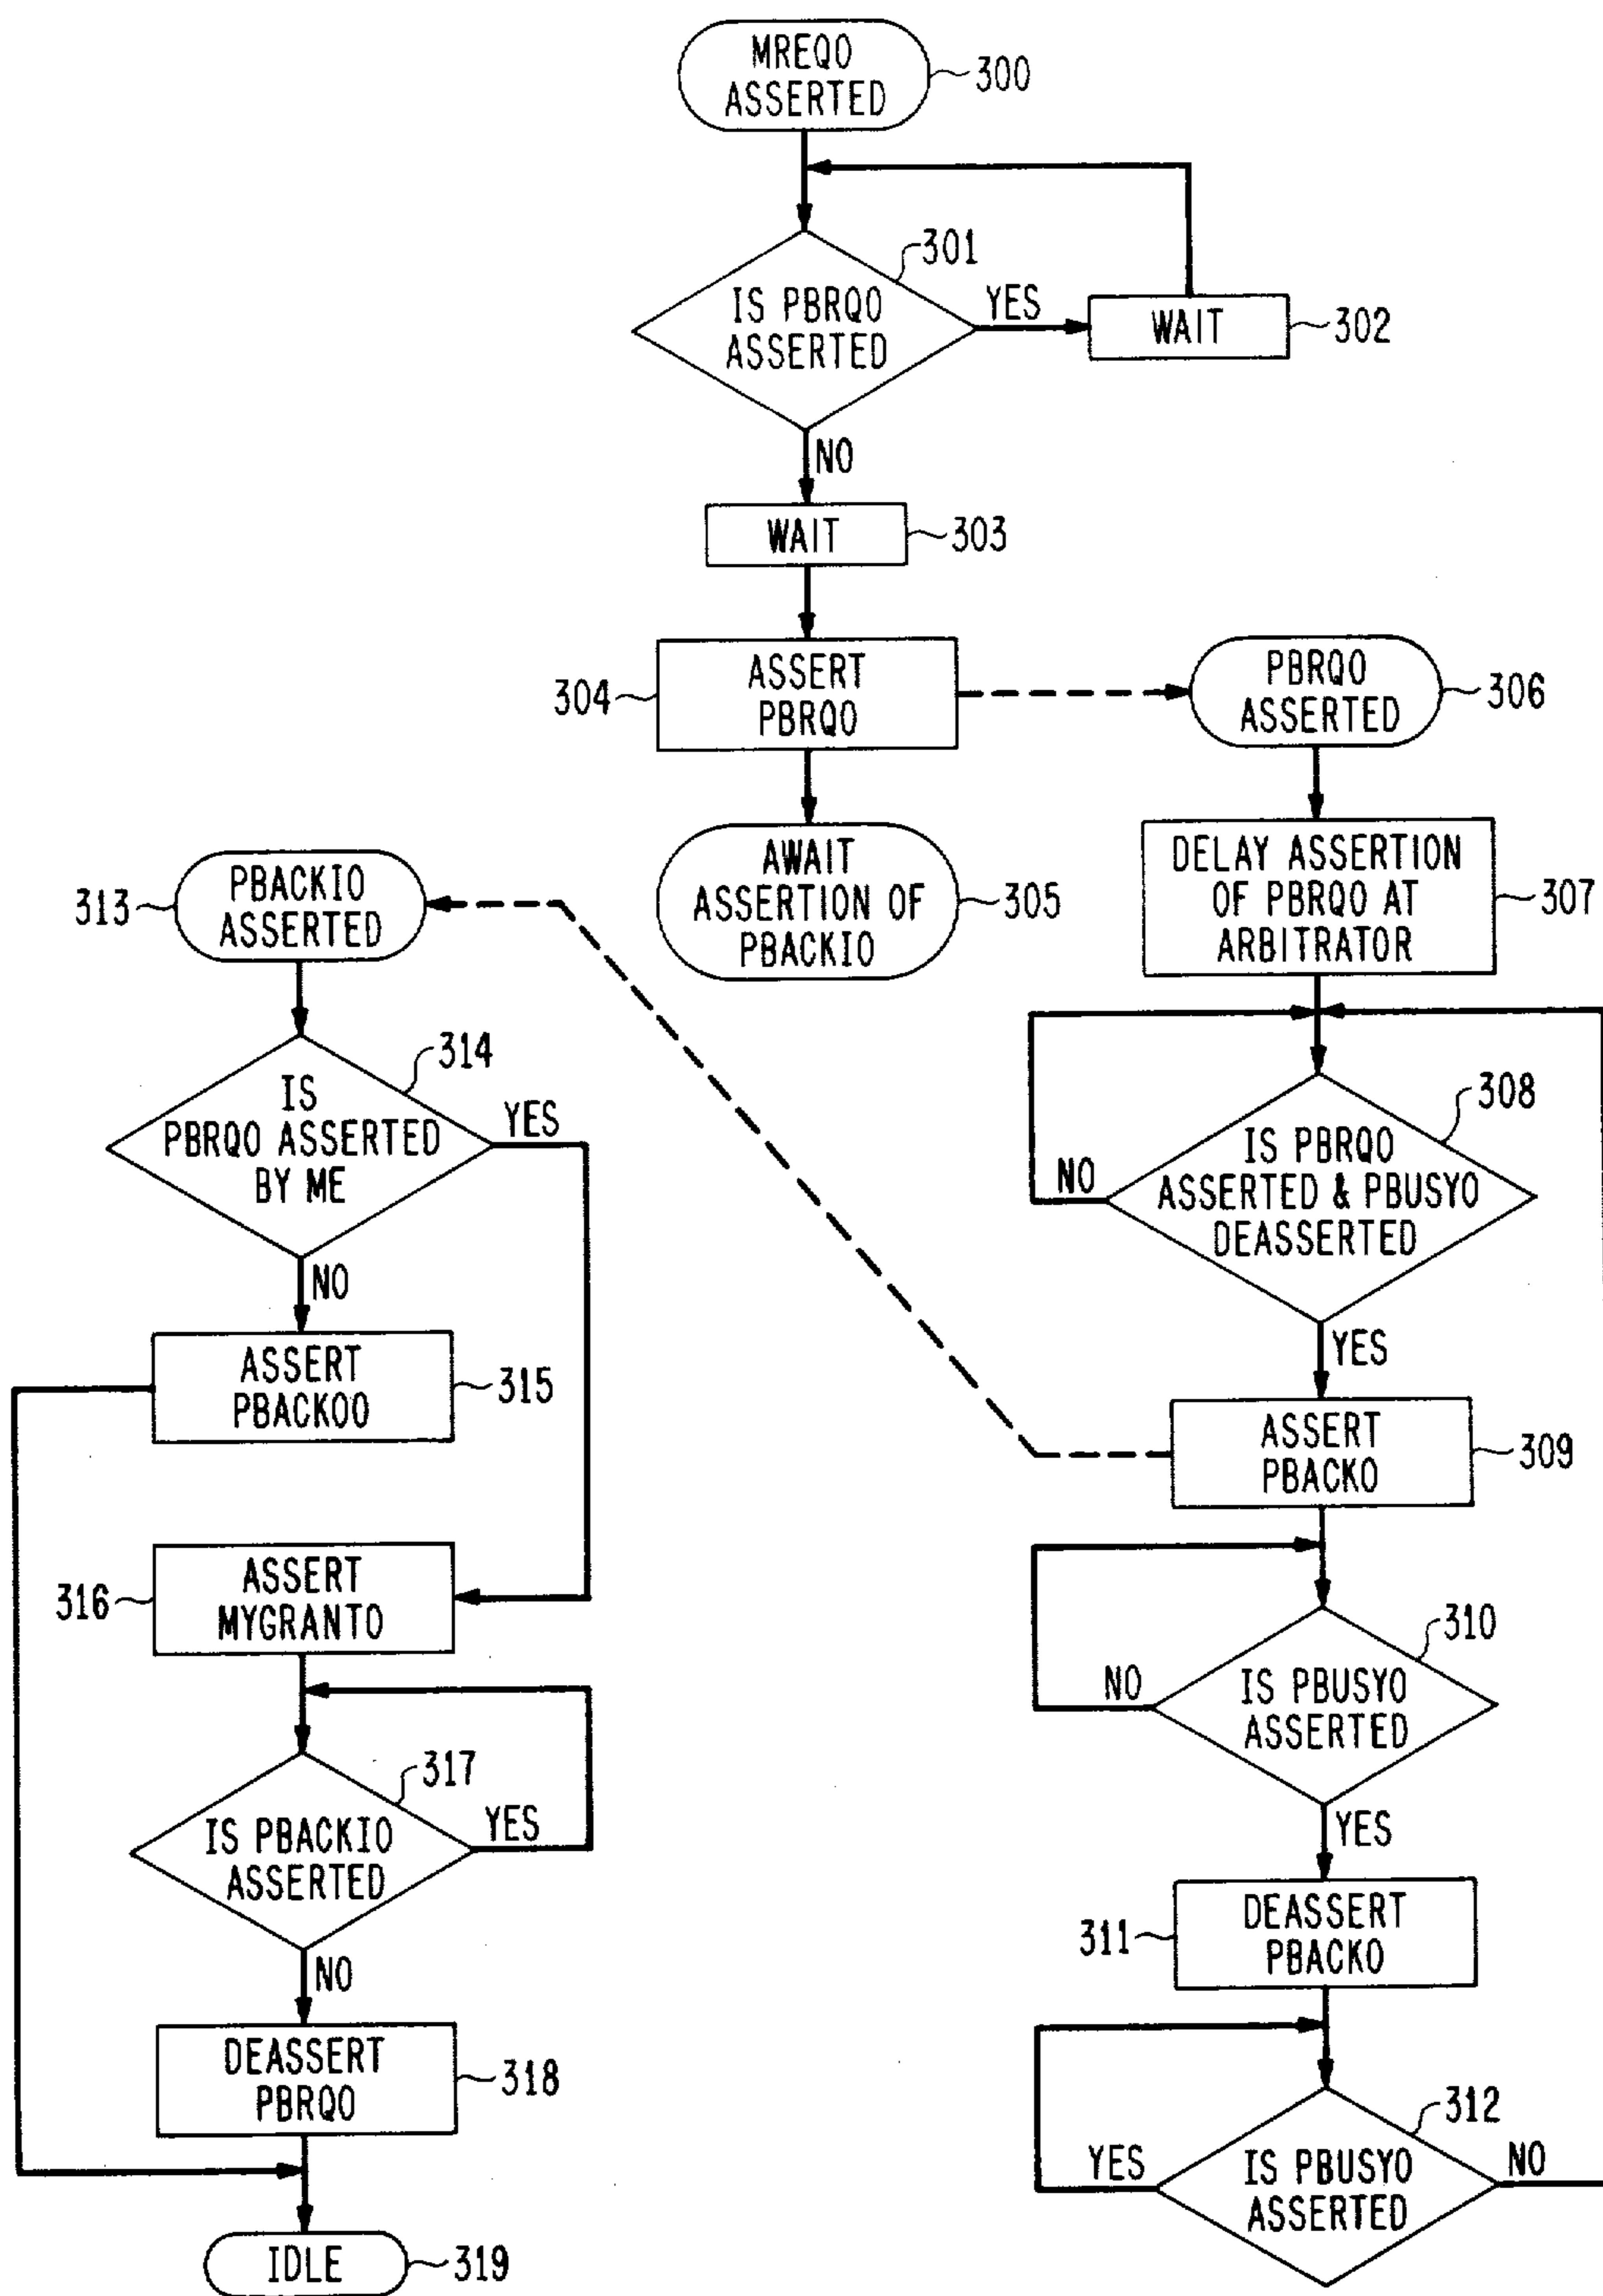 MREQ0
ASSERTED
300
301
IS PBRQ0
ASSERTED
YES
WAIT
302
NO
WAIT
303
304
ASSERT
PBRQ0
PBRQ0
ASSERTED
306
AWAIT
ASSERTION OF
PBACKI0
305
DELAY ASSERTION
OF PBRQ0 AT
ARBITRATOR
307
308
IS PBRQ0
ASSERTED & PBUSY0
DEASSERTED
NO
YES
ASSERT
PBACK0
309
310
IS PBUSY0
ASSERTED
NO
YES
311
DEASSERT
PBACK0
312
IS PBUSY0
ASSERTED
YES
NO
313
PBACKI0
ASSERTED
314
IS
PBRQ0 ASSERTED
BY ME
YES
NO
ASSERT
PBACKO0
315
316
ASSERT
MYGRANT0
317
IS PBACKI0
ASSERTED
YES
NO
DEASSERT
PBRQ0
318
IDLE
319